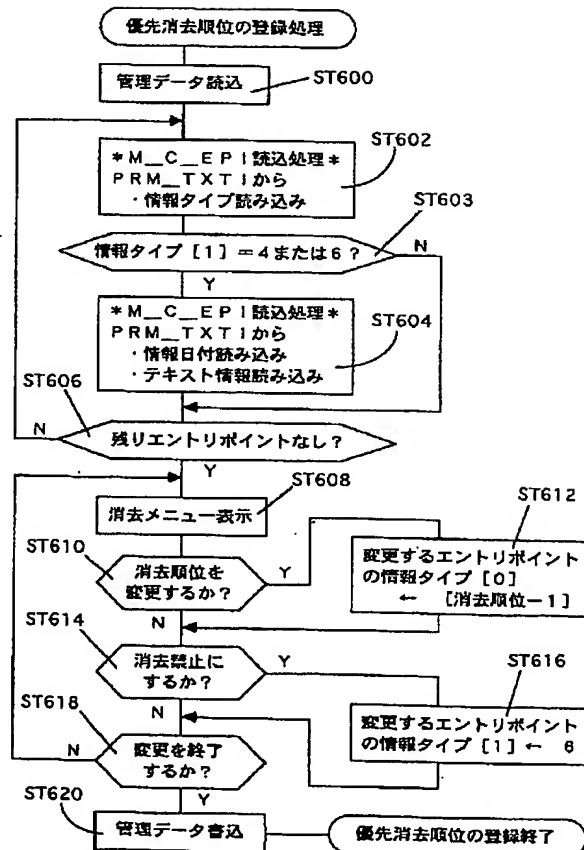 優先消去順位の登録処理
管理データ読込
ST600
*M__C__EPI読込処理*
PRM__TXTIから
・情報タイプ読み込み
ST602
ST603
情報タイプ [1] =4または6?
N
Y
*M__C__EPI読込処理*
PRM__TXTIから
・情報日付読み込み
・テキスト情報読み込み
ST604
ST606
N
残りエントリポイントなし?
Y
ST608
消去メニュー表示
ST610
消去順位を
変更するか?
Y
N
ST612
変更するエントリポイント
の情報タイプ [0]
← [消去順位-1]
ST614
消去禁止に
するか?
Y
N
ST616
変更するエントリポイント
の情報タイプ [1] ← 6
ST618
N
変更を終了
するか?
Y
ST620
管理データ書込
優先消去順位の登録終了